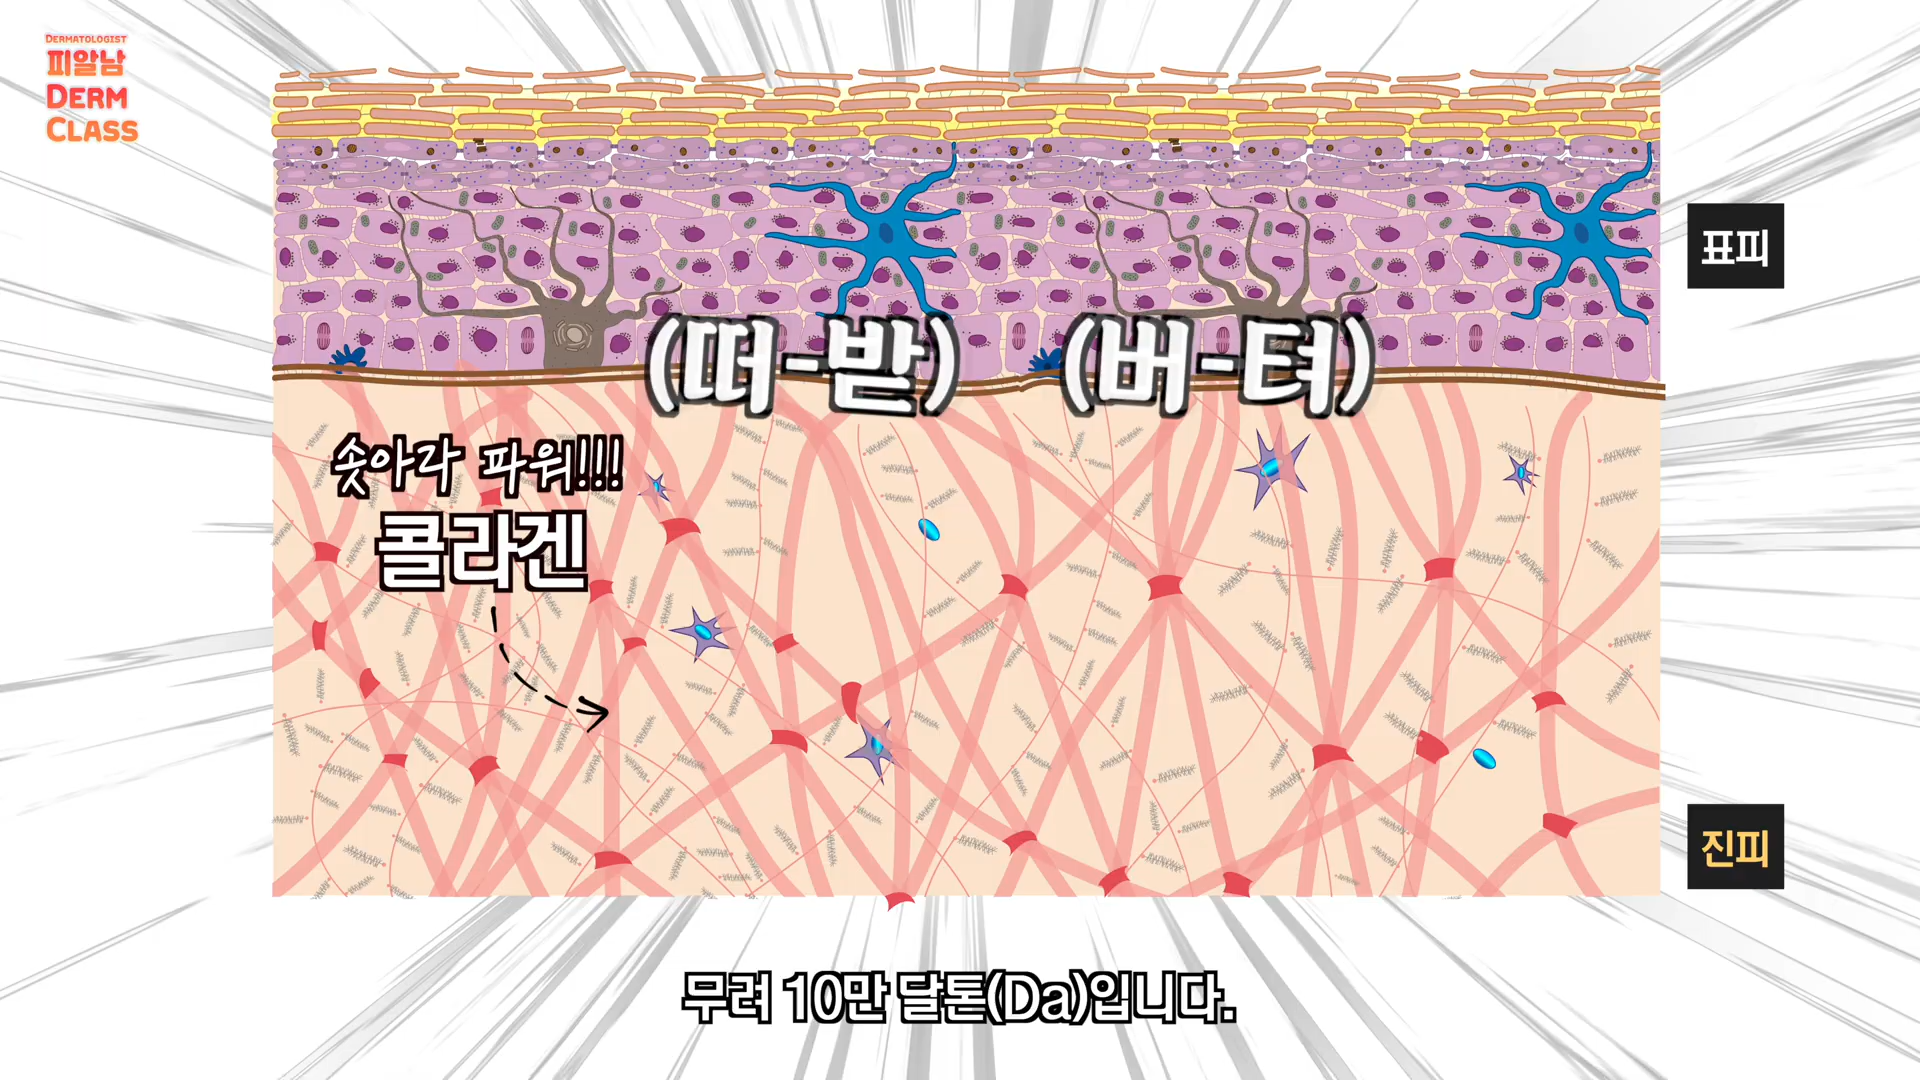 DERMATOLOGIST
피알남
DERM
CLASS
표피
(떠-받) (버-텨)
솟아라 파워!!!
콜라겐
진피
무려 10만 달톤(Da)입니다.